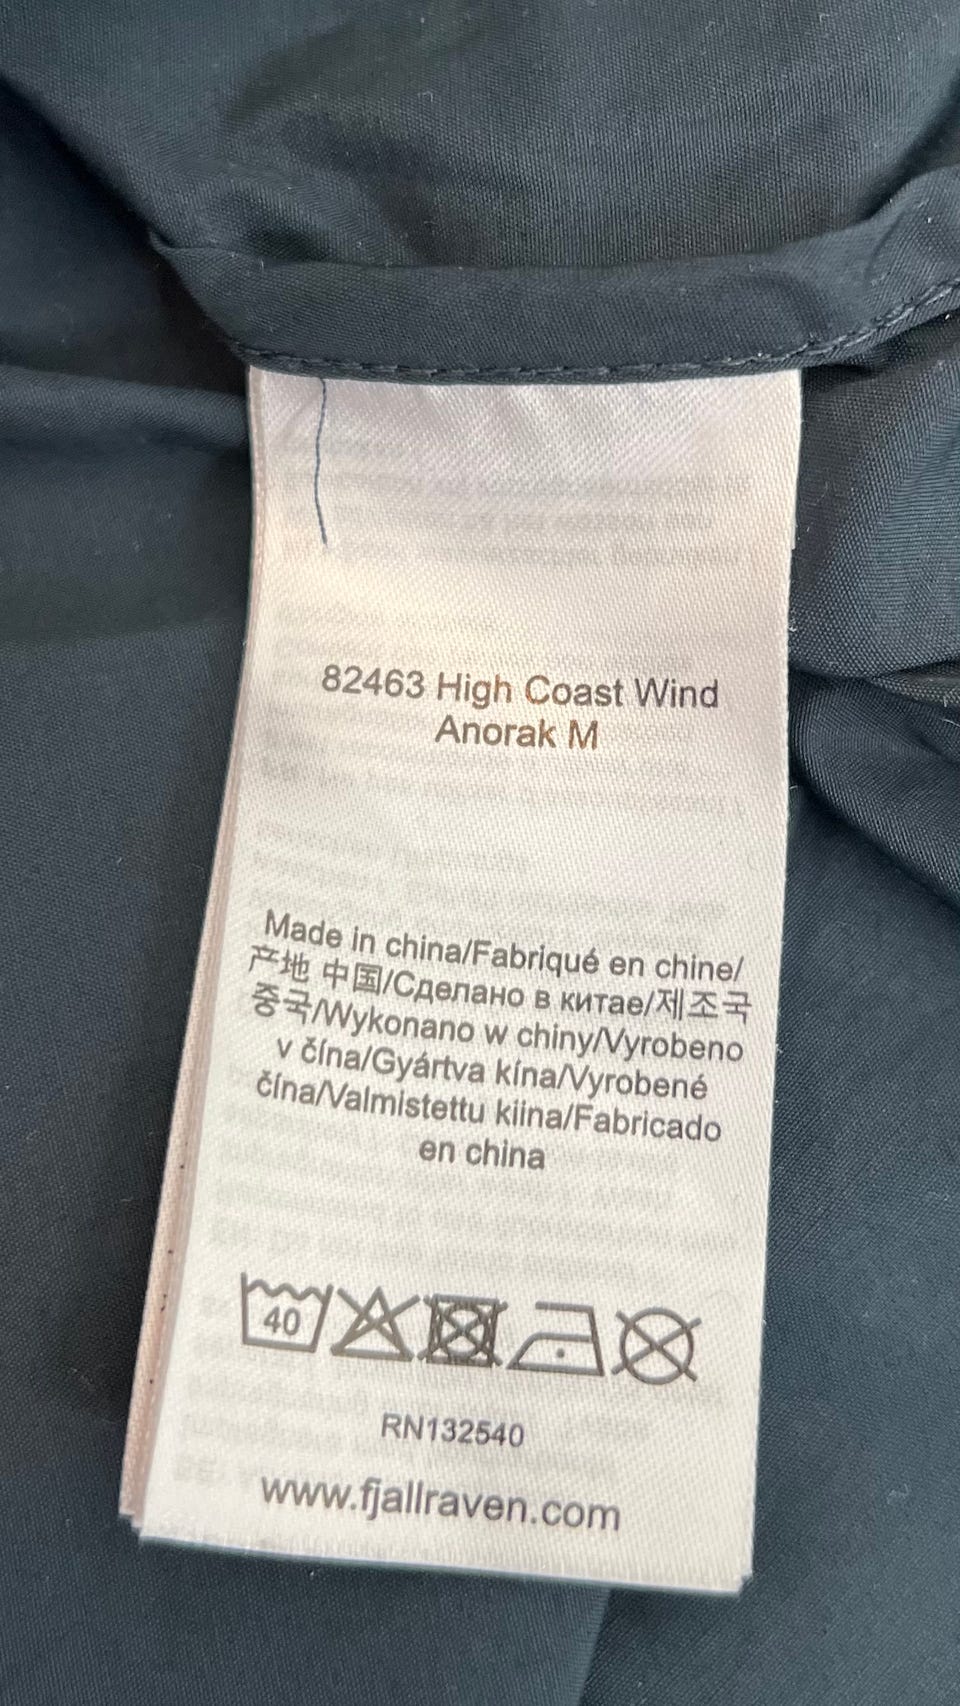 82463 High Coast Wind
Anorak M
Made in china/Fabriqué en chine/
产地 中国/Сделано в китае/제조국
중국/Wykonano w chiny/Vyrobeno
v čína/Gyártva kína/Vyrobené
čína/Valmistettu kiina/Fabricado
en china
40
RN132540
www.fjallraven.com